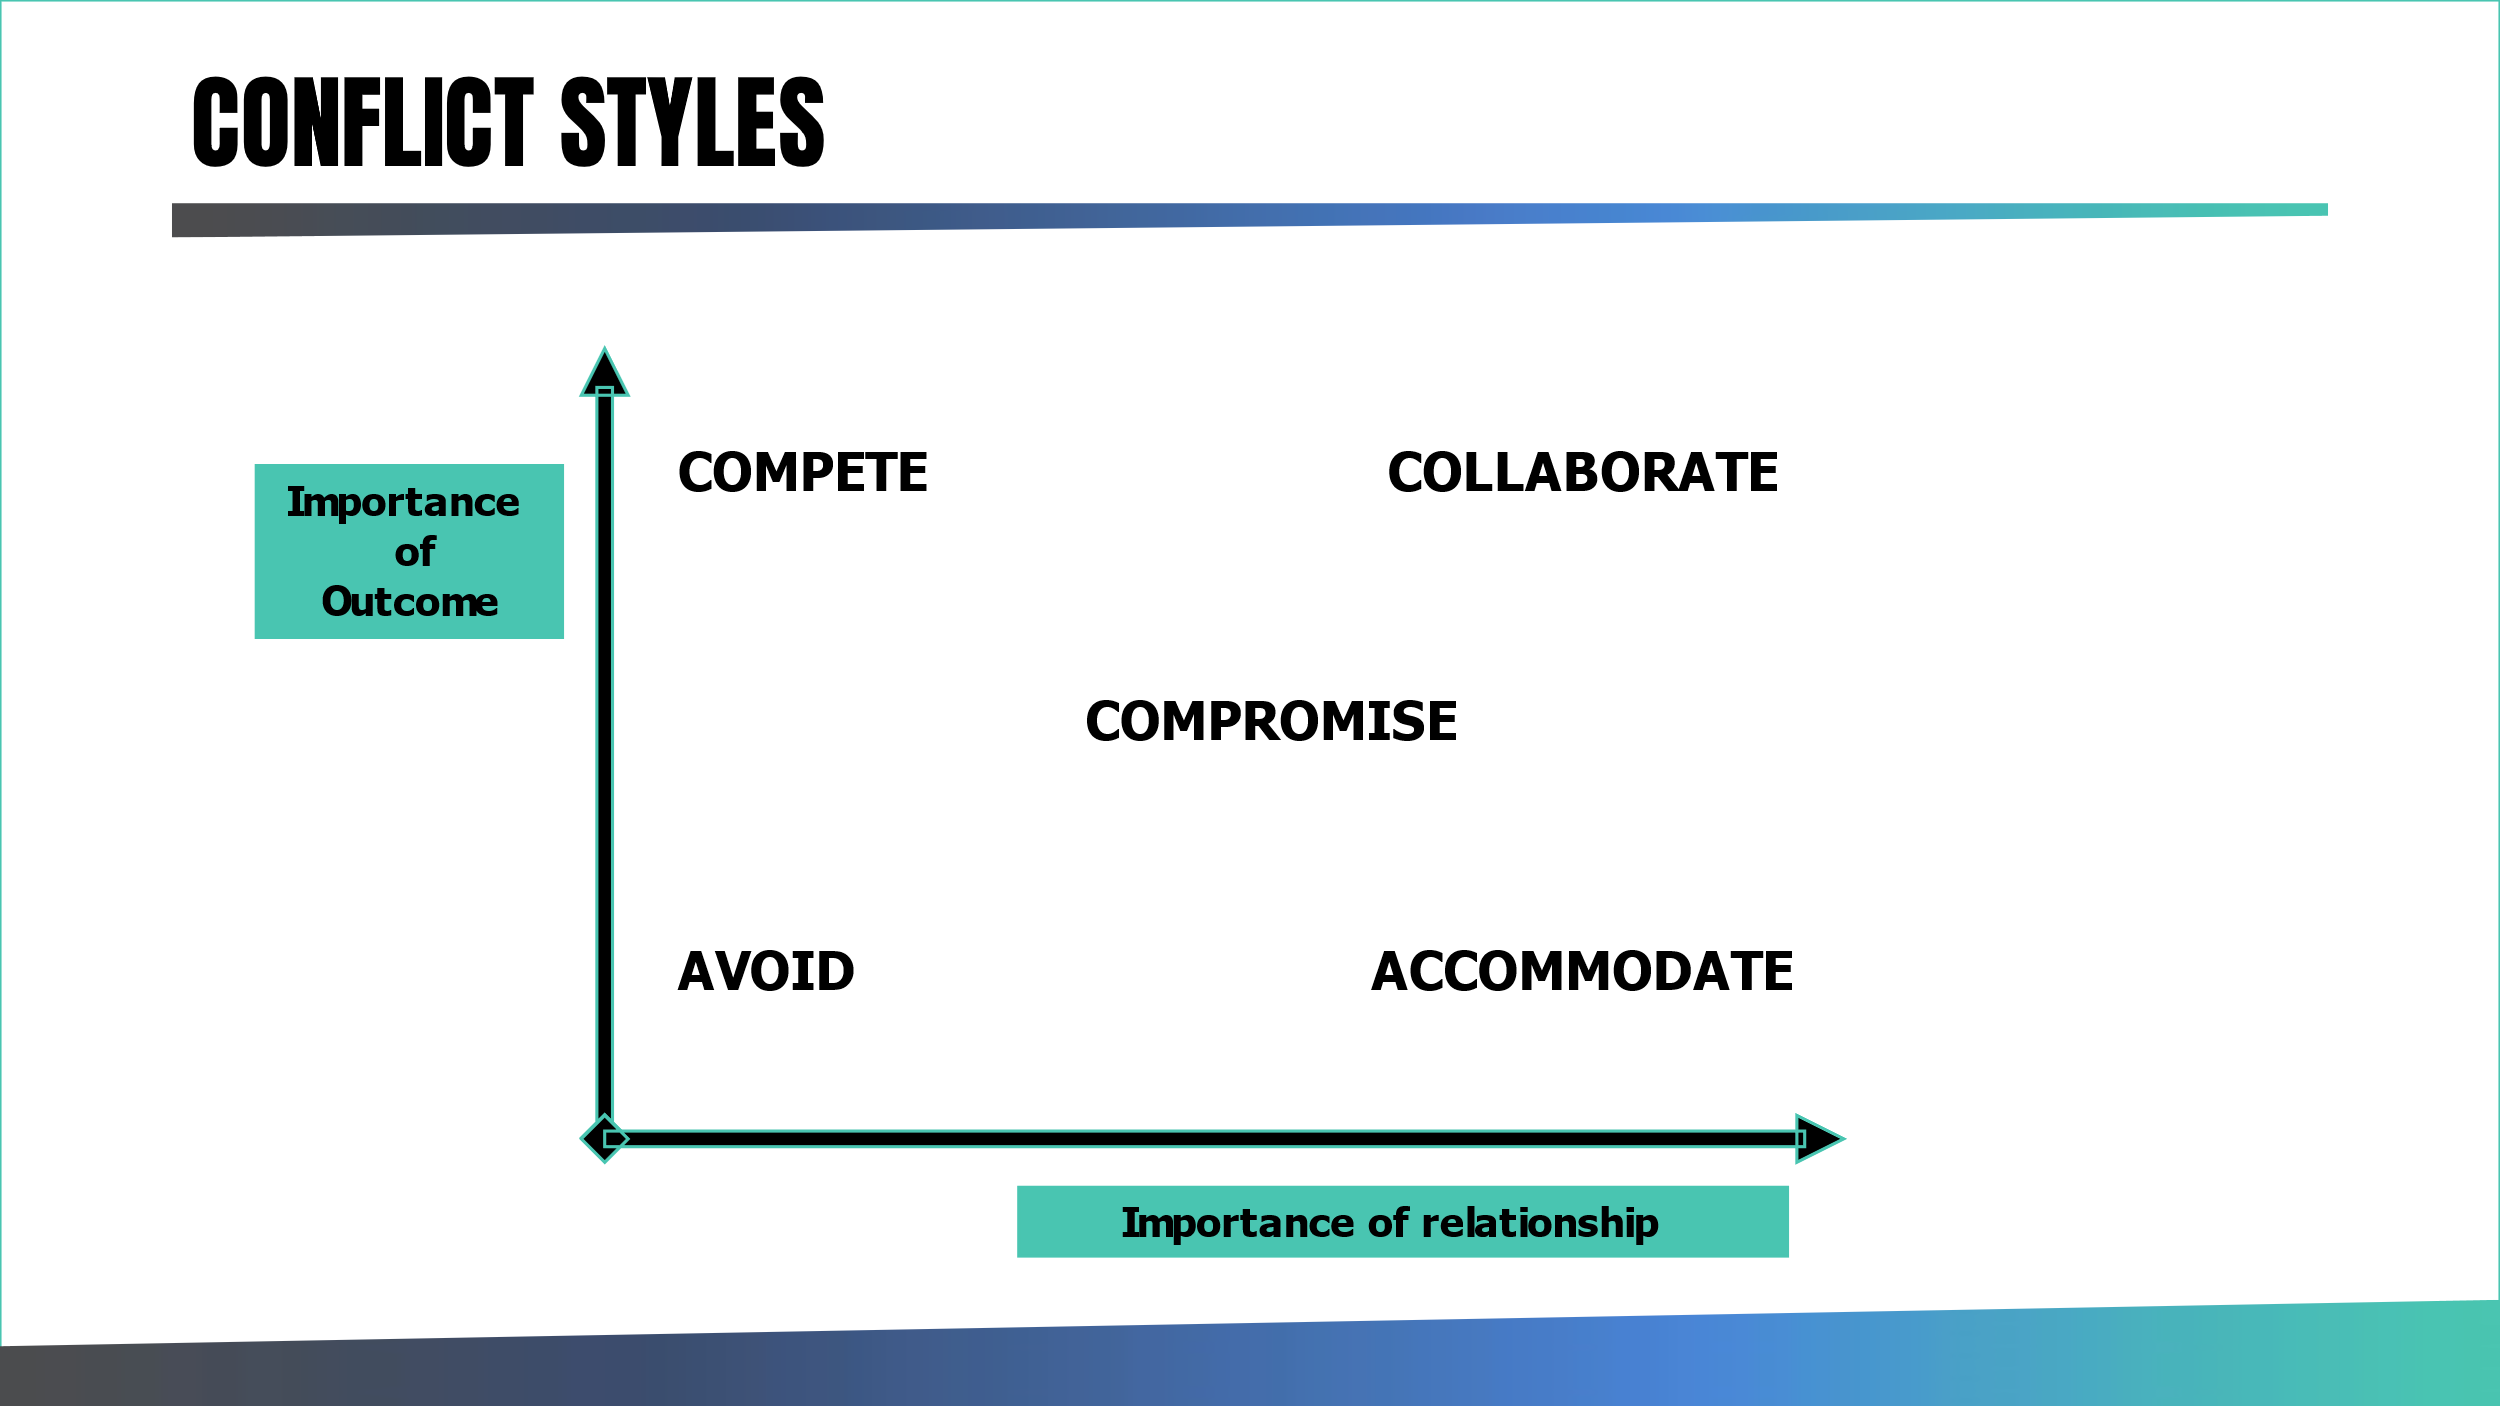 CONFLICT STYLES
COMPETE
COLLABORATE
Importance
of
Outcome
COMPROMISE
AVOID
ACCOMMODATE
Importance of relationship